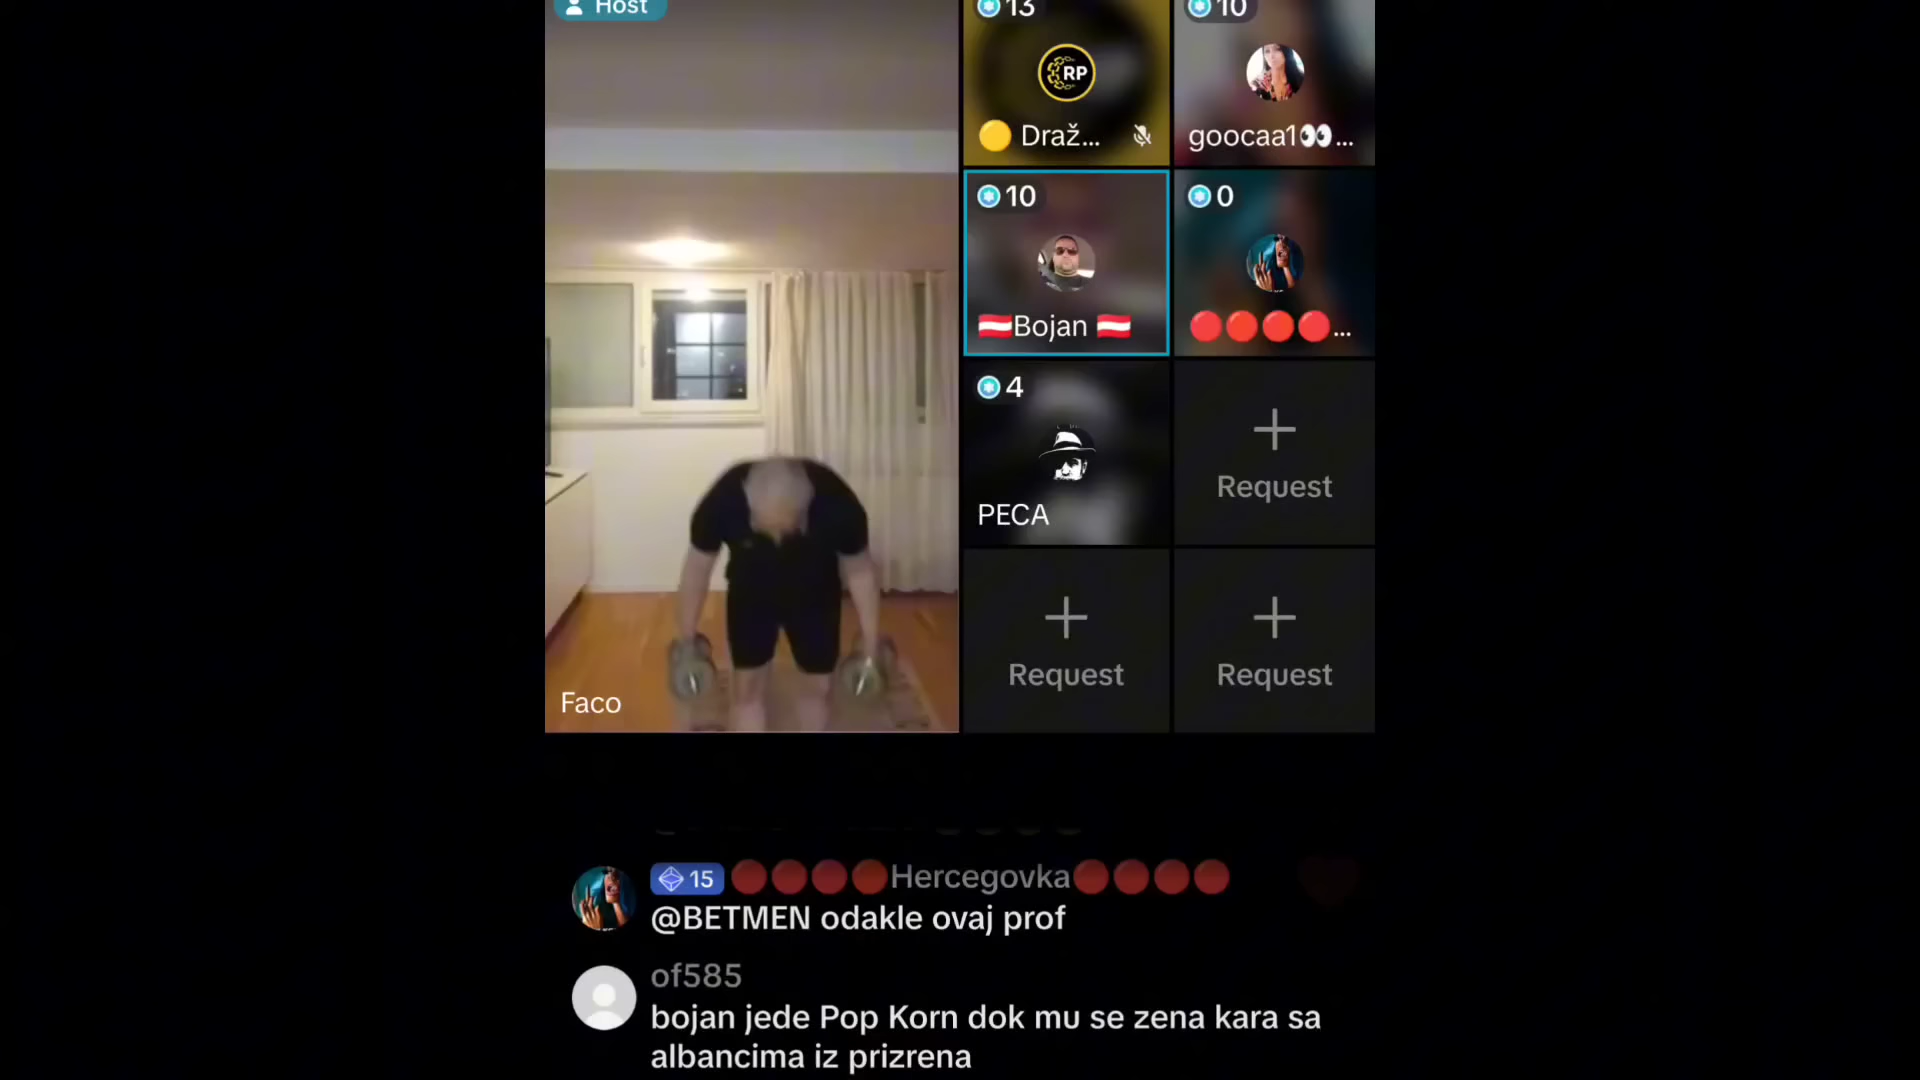 Host
13
10
RP
🟡 Draž...
goocaa1👀...
10
0
🇦🇹Bojan 🇦🇹
🔴🔴🔴🔴...
4
Request
PECA
Request
Request
Faco
15 🔴🔴🔴🔴Hercegovka🔴🔴🔴🔴
@BETMEN odakle ovaj prof
of585
bojan jede Pop Korn dok mu se zena kara sa
albancima iz prizrena